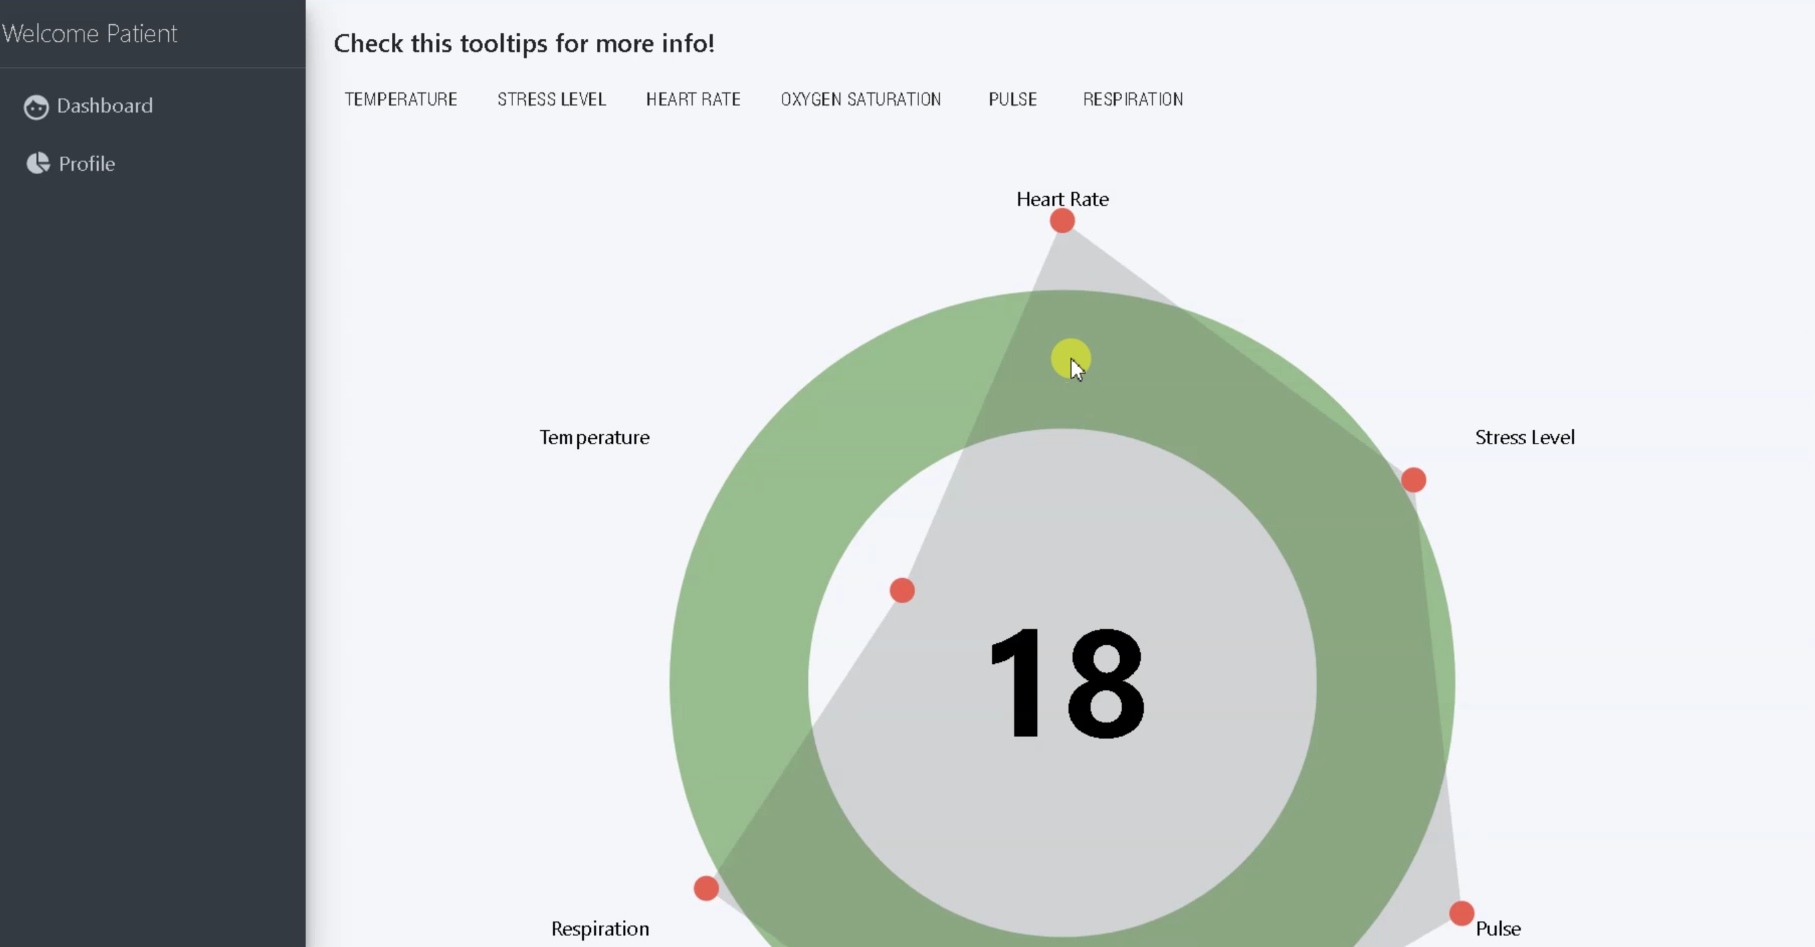 Welcome Patient
Dashboard
Profile
Check this tooltips for more info!
TEMPERATURE STRESS LEVEL HEART RATE OXYGEN SATURATION PULSE RESPIRATION
Heart Rate
Temperature
Stress Level
18
Respiration
Pulse